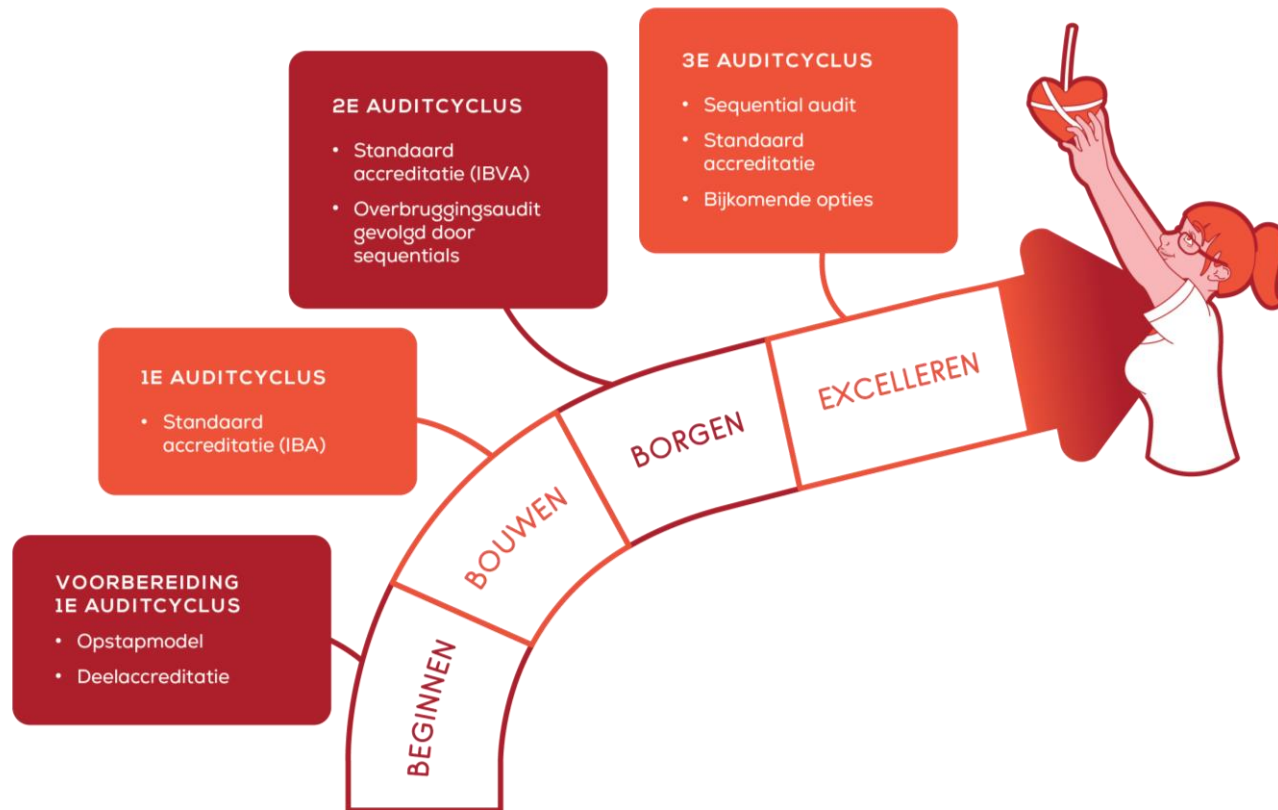 3E AUDITCYCLUS
• Sequential audit
• Standaard
accreditatie
• Bijkomende opties
2E AUDITCYCLUS
• Standaard
accreditatie (IBVA)
• Overbruggingsaudit
gevolgd door
sequentials
1E AUDITCYCLUS
• Standaard
accreditatie (IBA)
VOORBEREIDING
1E AUDITCYCLUS
• Opstapmodel
• Deelaccreditatie
BEGINNEN
BOUWEN
BORGEN
EXCELLEREN